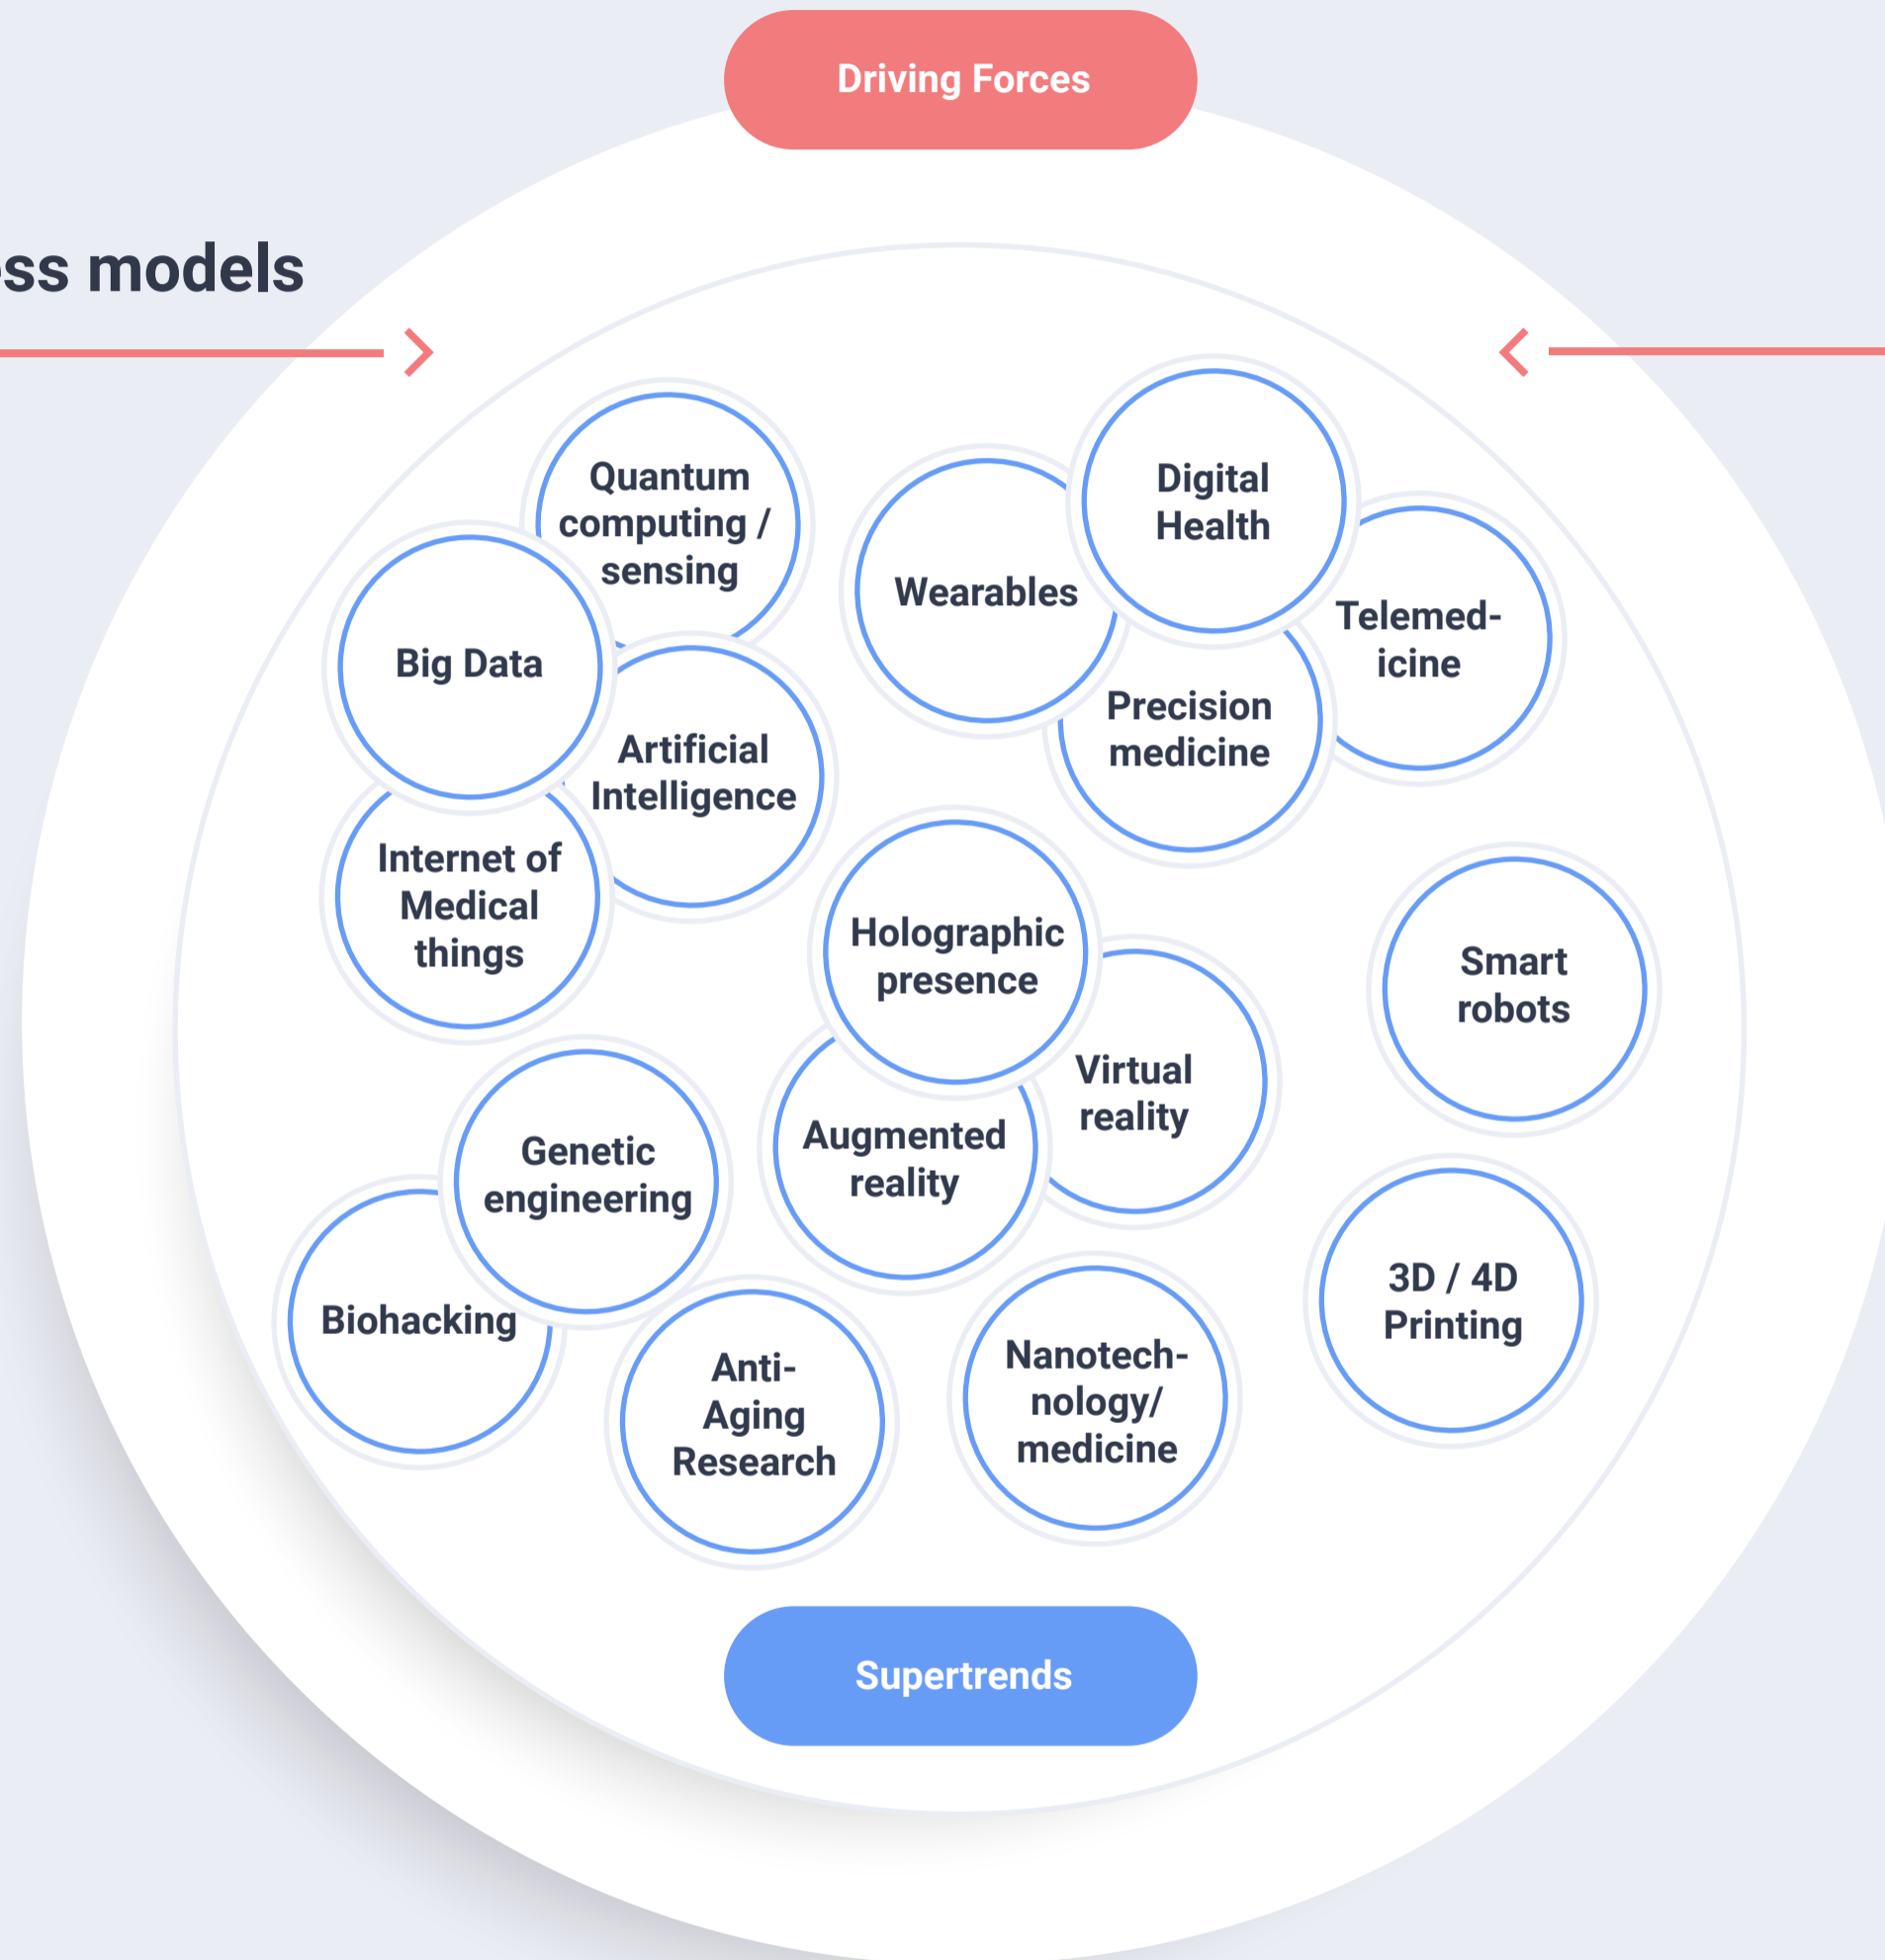 Driving Forces
models
Quantum
computing /
sensing
Big Data
Artificial
Intelligence
Internet of
Medical
things
Wearables
Digital
Health
Telemed-
icine
Precision
medicine
Holographic
presence
Virtual
reality
Augmented
reality
Smart
robots
Genetic
engineering
Biohacking
Anti-
Aging
Research
Nanotech-
nology/
medicine
3D / 4D
Printing
Supertrends